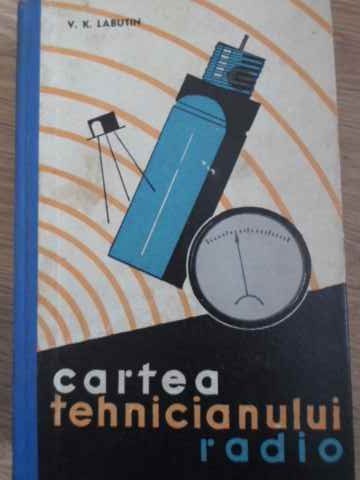 V. K. LABUTIN
cartea
tehnicianului
radio